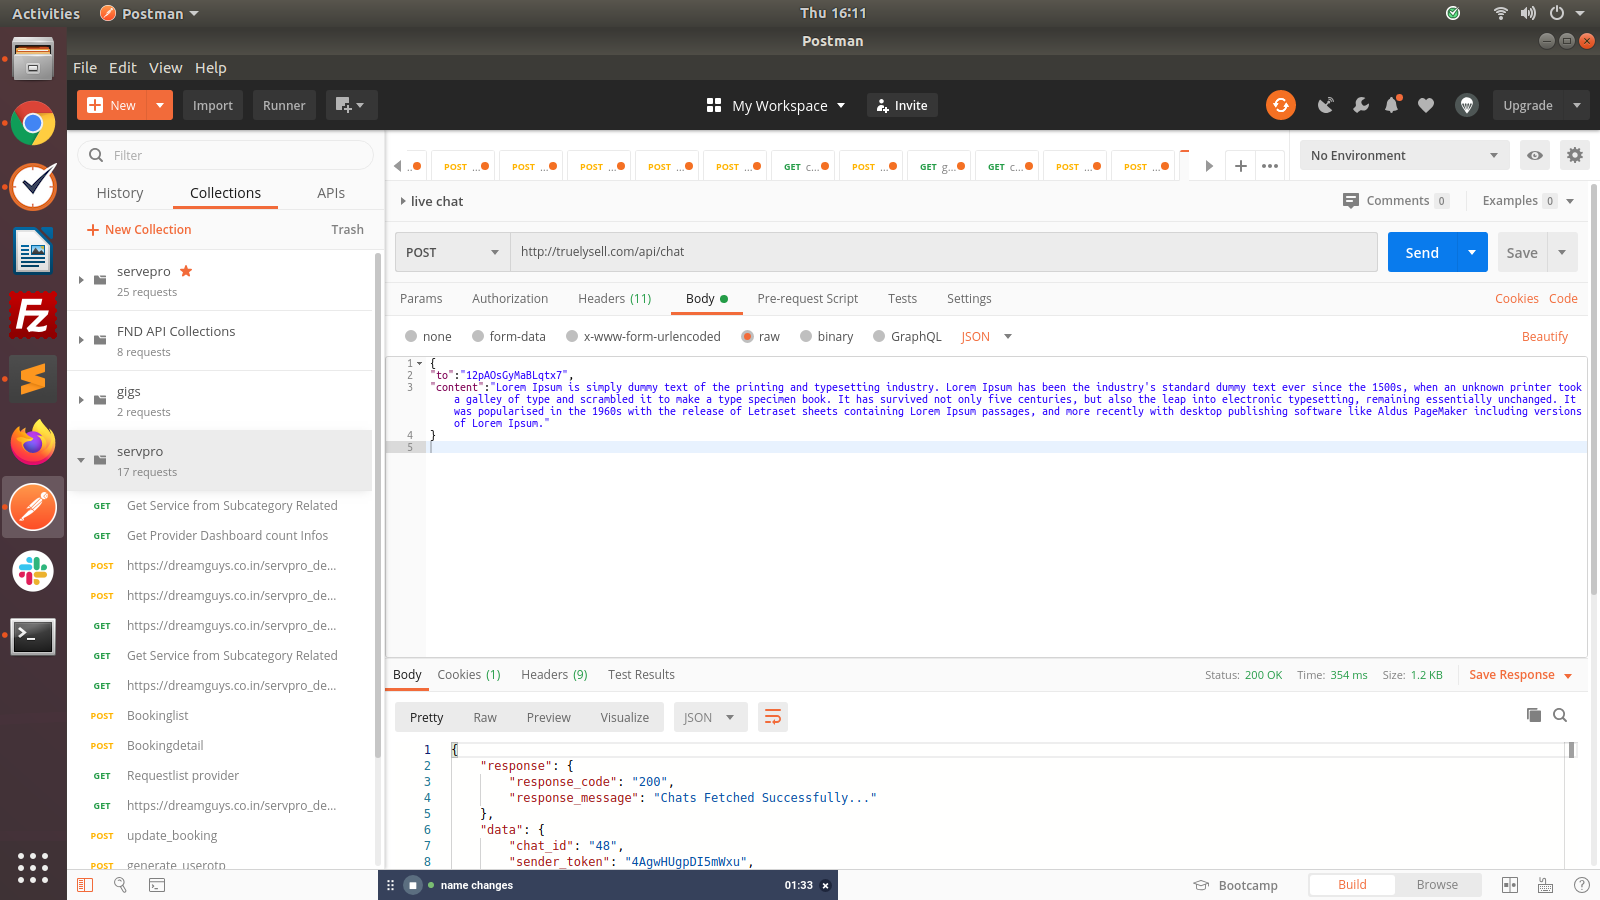 Activities Postman Thu 16:11
Postman
File Edit View Help
New Import Runner My Workspace Invite Upgrade
Filter
History Collections APIs
New Collection Trash
servepro
25 requests
FND API Collections
8 requests
gigs
2 requests
servpro
17 requests
GET Get Service from Subcategory Related
GET Get Provider Dashboard count Infos
POST https://dreamguys.co.in/servpro_de...
POST https://dreamguys.co.in/servpro_de...
GET https://dreamguys.co.in/servpro_de...
GET Get Service from Subcategory Related
GET https://dreamguys.co.in/servpro_de...
POST Bookinglist
POST Bookingdetail
GET Requestlist provider
GET https://dreamguys.co.in/servpro_de...
POST update_booking
POST generate_userotp
.. POST ... POST ... POST ... POST ... POST ... GET c... POST ... GET g... GET c... POST ... POST ...
No Environment
live chat Comments 0 Examples 0
POST http://truelysell.com/api/chat Send Save
Params Authorization Headers (11) Body Pre-request Script Tests Settings Cookies Code
none form-data x-www-form-urlencoded raw binary GraphQL JSON Beautify
1 {
2 "to":"12pAOsGyMaBLqtx7",
3 "content":"Lorem Ipsum is simply dummy text of the printing and typesetting industry. Lorem Ipsum has been the industry's standard dummy text ever since the 1500s, when an unknown printer took
a galley of type and scrambled it to make a type specimen book. It has survived not only five centuries, but also the leap into electronic typesetting, remaining essentially unchanged. It
was popularised in the 1960s with the release of Letraset sheets containing Lorem Ipsum passages, and more recently with desktop publishing software like Aldus PageMaker including versions
of Lorem Ipsum."
4 }
5
Body Cookies (1) Headers (9) Test Results Status: 200 OK Time: 354 ms Size: 1.2 KB Save Response
Pretty Raw Preview Visualize JSON
1 {
2 "response": {
3 "response_code": "200",
4 "response_message": "Chats Fetched Successfully..."
5 },
6 "data": {
7 "chat_id": "48",
8 "sender_token": "4AgwHUgpDI5mWxu",
name changes 01:33
Bootcamp Build Browse